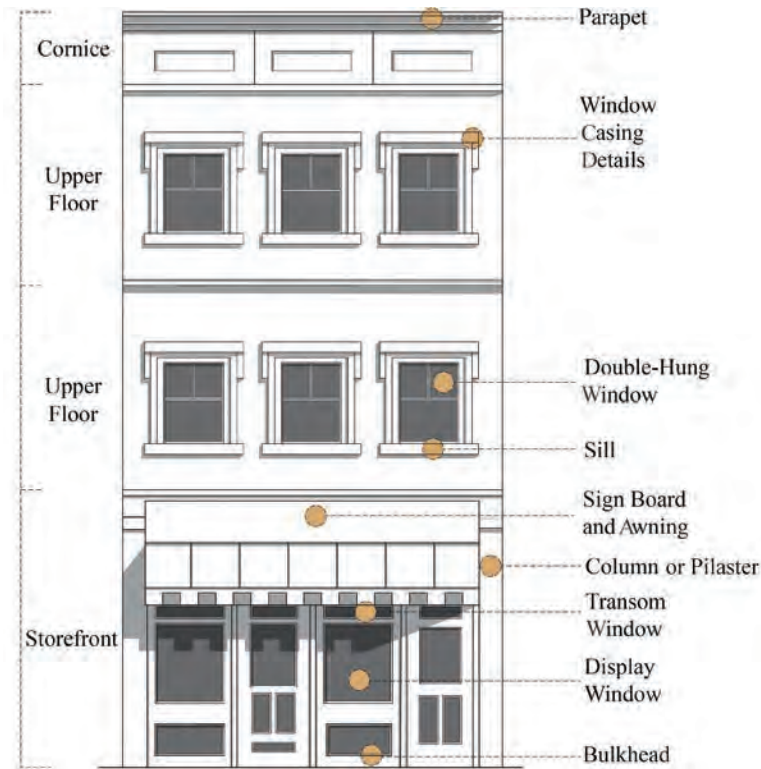 Cornice
Upper
Floor
Upper
Floor
Storefront
Parapet
Window
Casing
Details
Double-Hung
Window
Sill
Sign Board
and Awning
Column or Pilaster
Transom
Window
Display
Window
Bulkhead